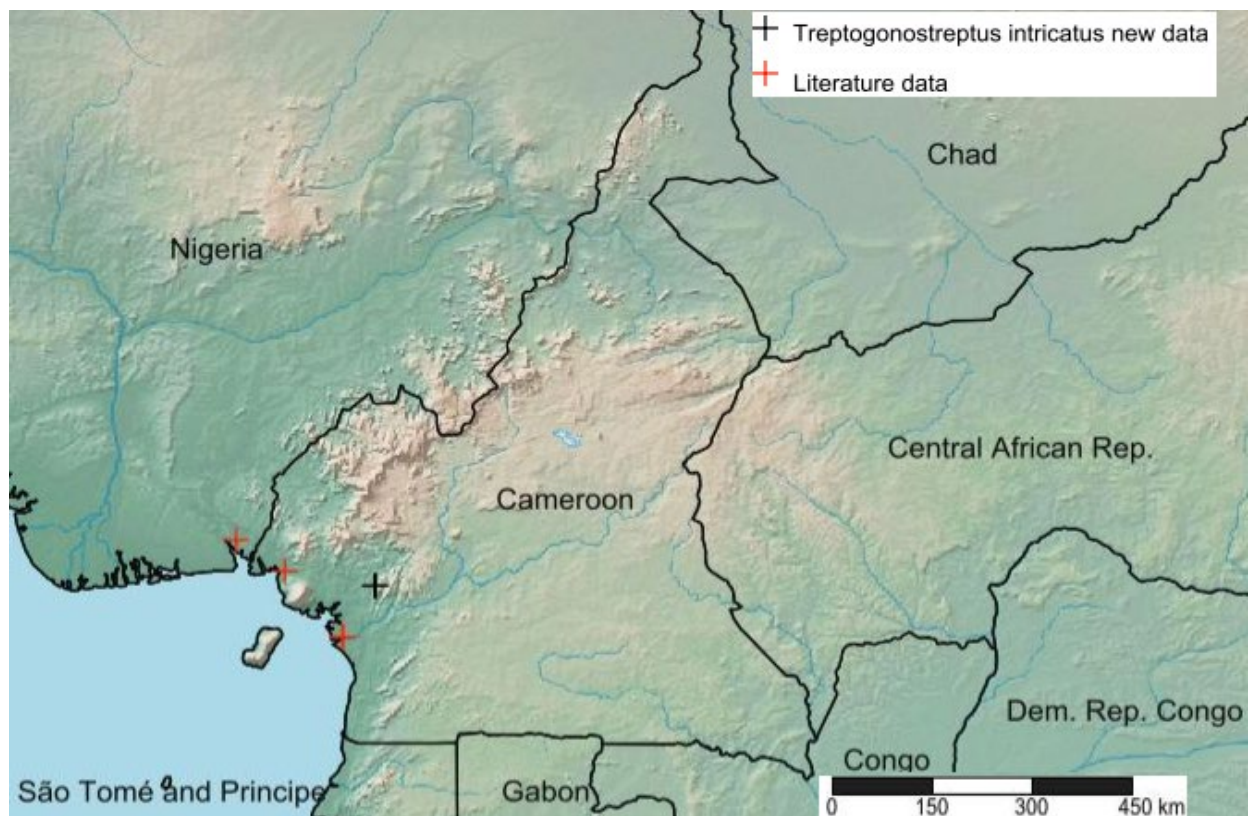 Treptogonostreptus intricatus new data
Literature data
Chad
Nigeria
Central African Rep.
Cameroon
Dem. Rep. Congo
Congo
São Tomé and Principe
Gabon
0 150 300 450 km